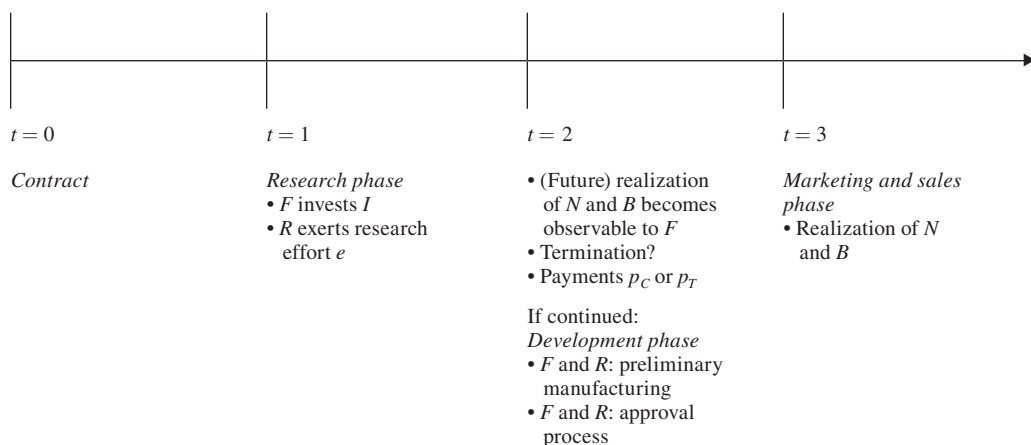 t = 0
t = 1
t = 2
t = 3
Contract
Research phase
• F invests I
• R exerts research
effort e
• (Future) realization
of N and B becomes
observable to F
• Termination?
• Payments p_C or p_T
If continued:
Development phase
• F and R: preliminary
manufacturing
• F and R: approval
process
Marketing and sales
phase
• Realization of N
and B